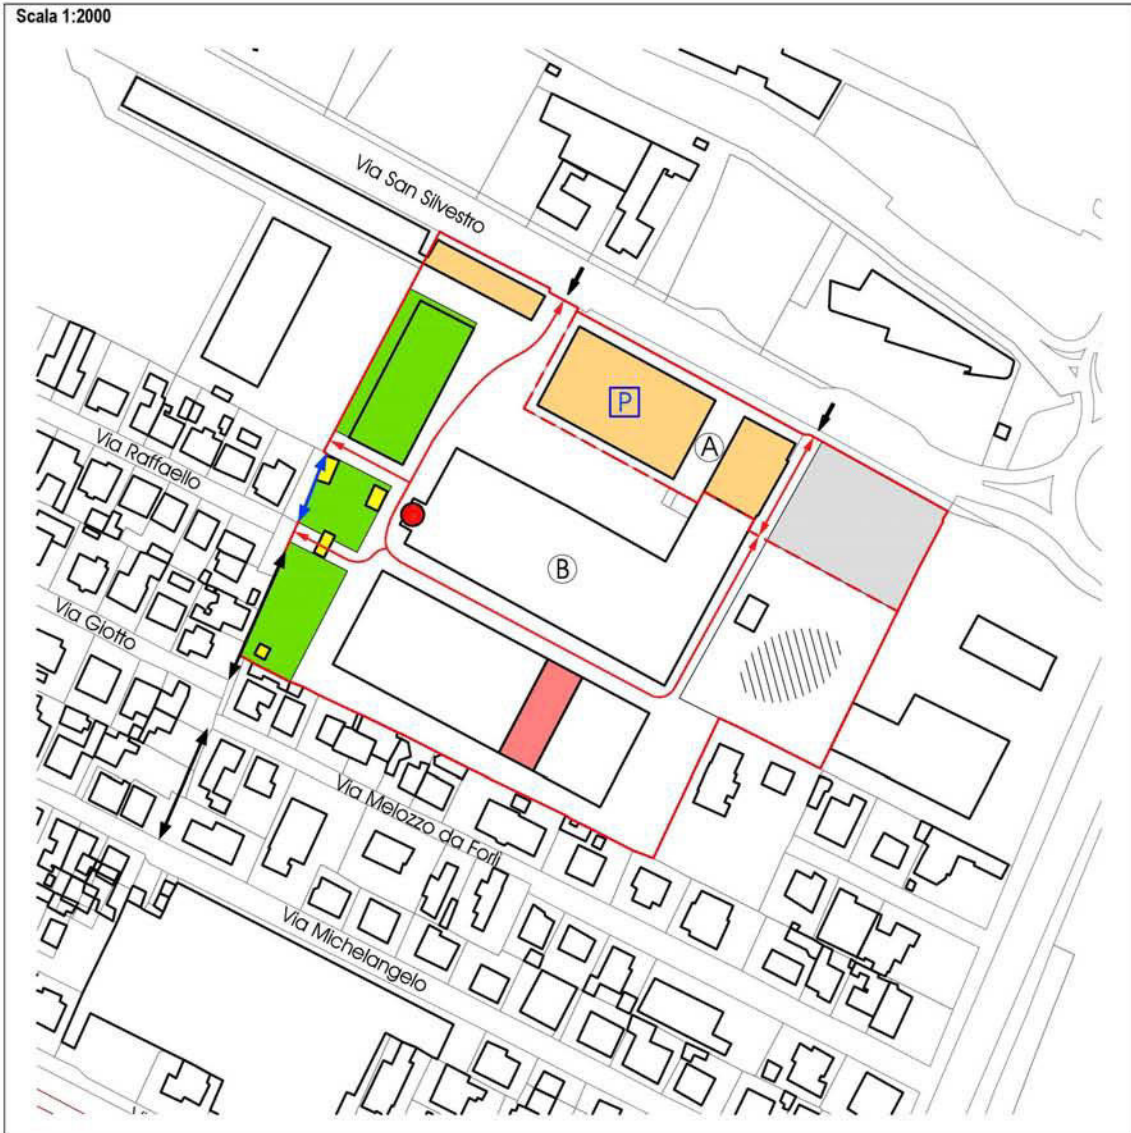 Scala 1:2000
Via San Silvestro
P
A
Via Raffaello
B
Via Giotto
Via Melozzo da Forlì
Via Michelangelo